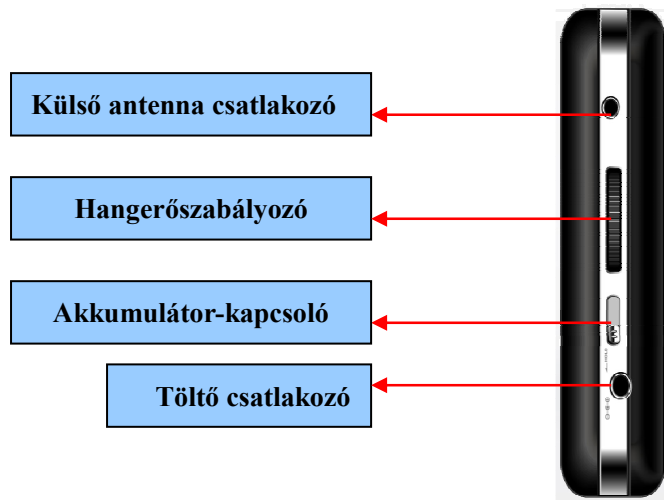 Külső antenna csatlakozó
Hangerőszabályozó
Akkumulátor-kapcsoló
Töltő csatlakozó